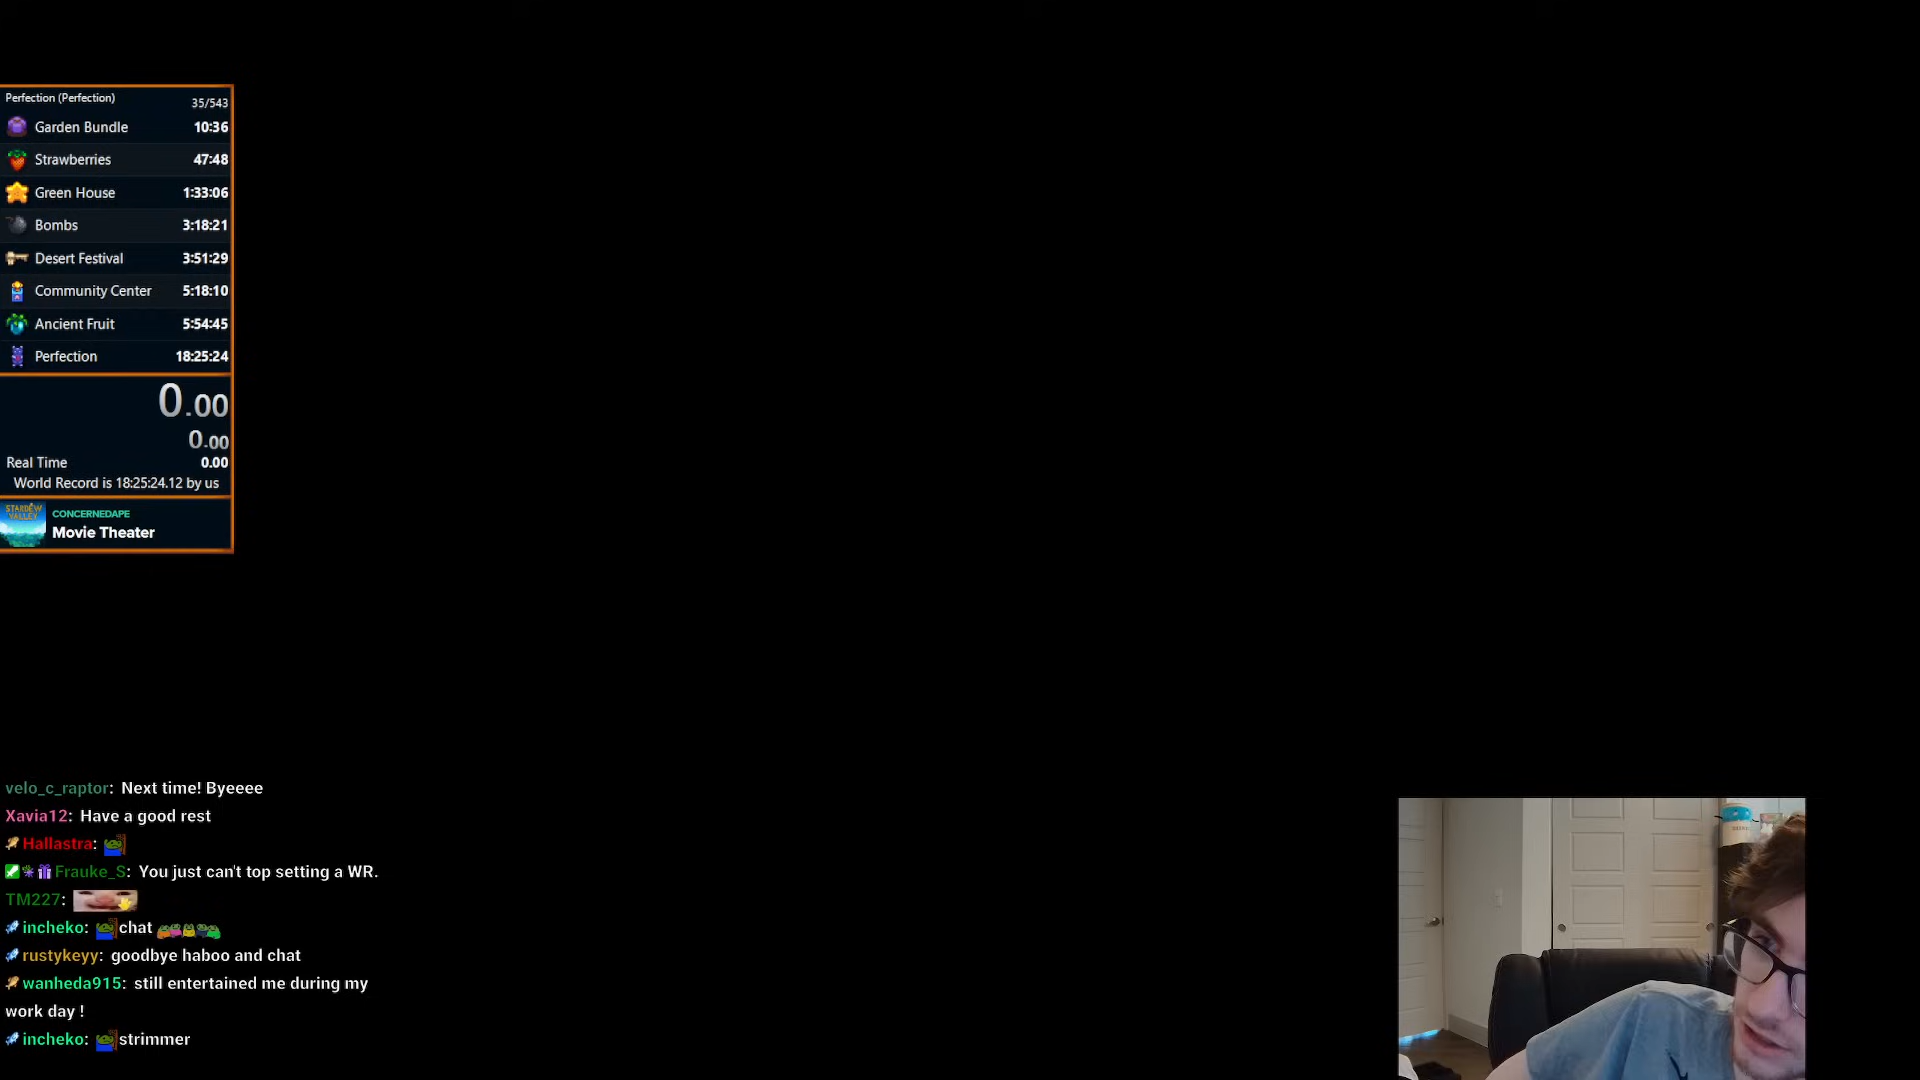 Perfection (Perfection)
35/543
Garden Bundle 10:36
Strawberries 47:48
Green House 1:33:06
Bombs 3:18:21
Desert Festival 3:51:29
Community Center 5:18:10
Ancient Fruit 5:54:45
Perfection 18:25:24
0.00
0.00
Real Time 0.00
World Record is 18:25:24.12 by us
STARDEW VALLEY
CONCERNEDAPE
Movie Theater
velo_c_raptor: Next time! Byeeee
Xavia12: Have a good rest
Hallastra:
Frauke_S: You just can't top setting a WR.
TM227:
incheko: chat
rustykeyy: goodbye haboo and chat
wanheda915: still entertained me during my
work day !
incheko: strimmer